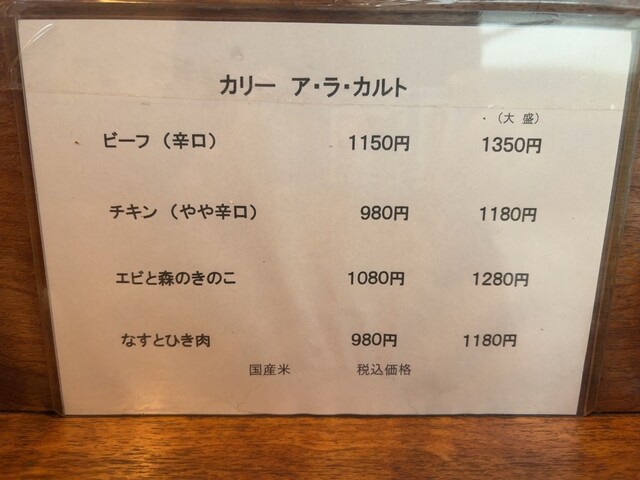 カリー ア・ラ・カルト
(大 盛)
ビーフ (辛口) 1150円 1350円
チキン (やや辛口) 980円 1180円
エビと森のきのこ 1080円 1280円
なすとひき肉 980円 1180円
国産米 税込価格